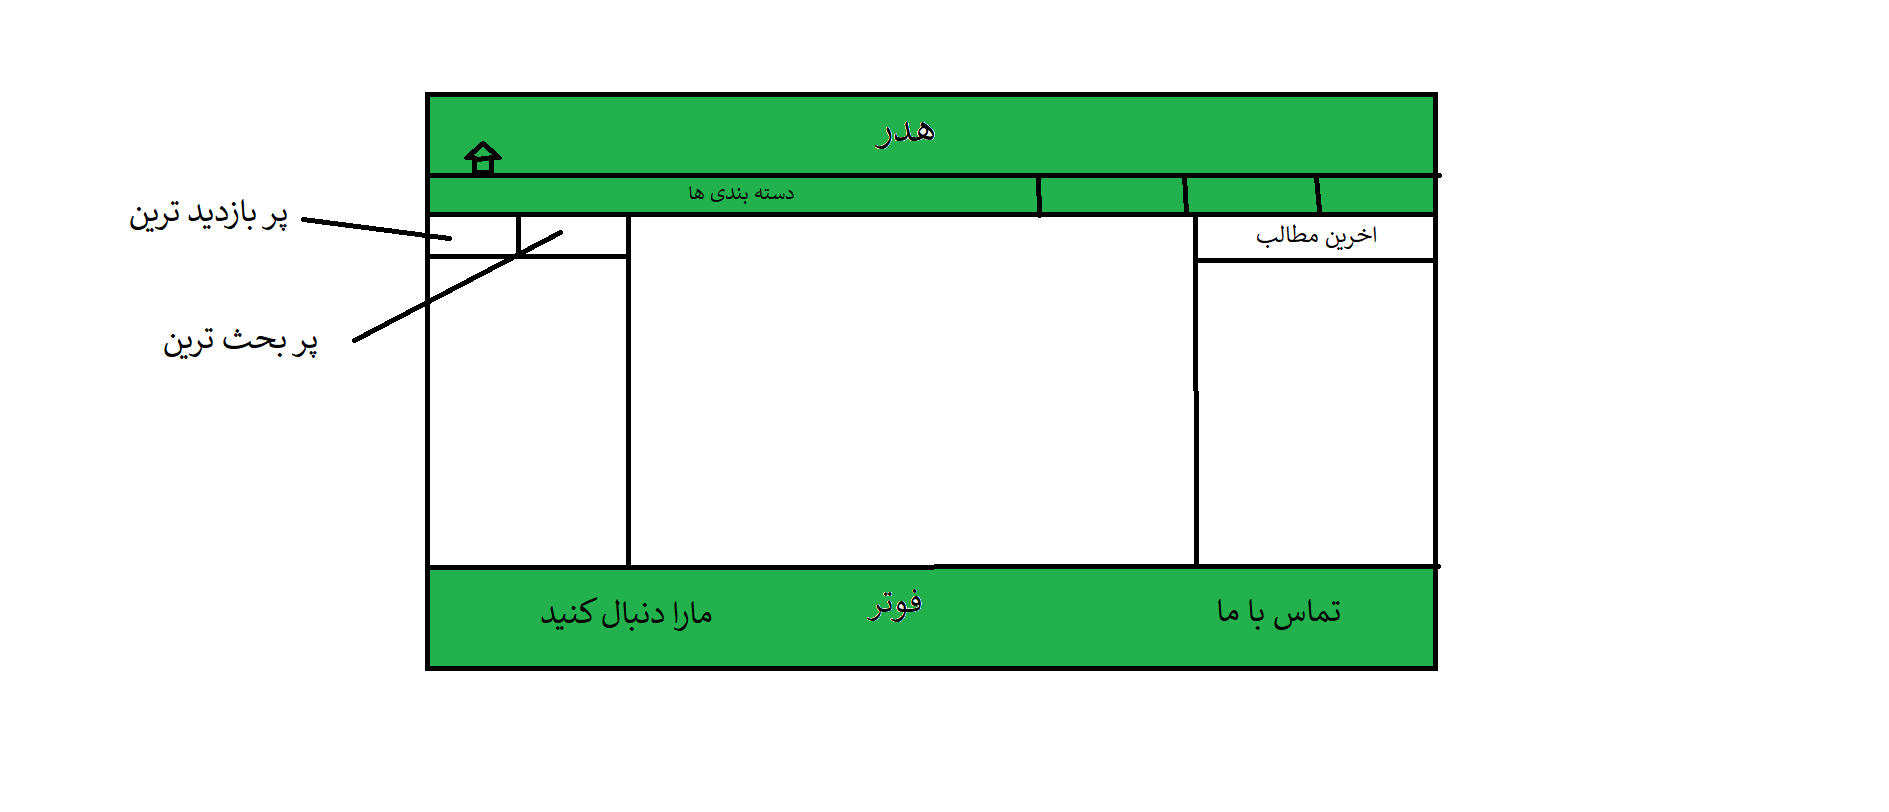 هدر
دسته بندی ها
پر بازدید ترین
اخرین مطالب
پر بحث ترین
تماس با ما
فوتر
مارا دنبال کنید